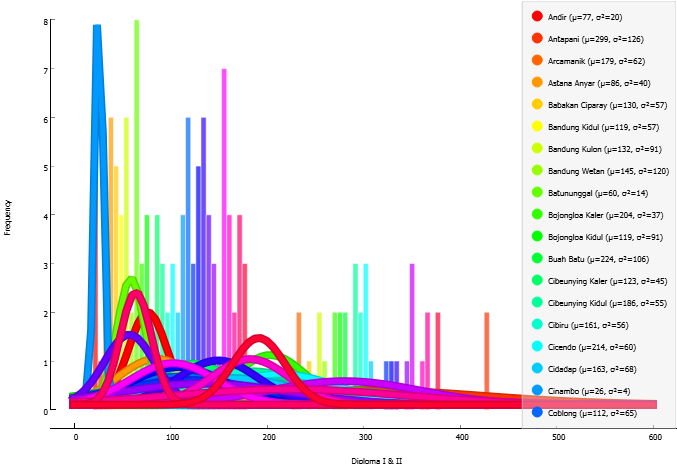 8
7
6
5
4
3
2
1
0
Frequency
0
100
200
300
400
500
600
Diploma I & II
Andir (μ=77, σ²=20)
Antapani (μ=299, σ²=126)
Arcamanik (μ=179, σ²=62)
Astana Anyar (μ=86, σ²=40)
Babakan Ciparay (μ=130, σ²=57)
Bandung Kidul (μ=119, σ²=57)
Bandung Kulon (μ=132, σ²=91)
Bandung Wetan (μ=145, σ²=120)
Batununggal (μ=60, σ²=14)
Bojongloa Kaler (μ=204, σ²=37)
Bojongloa Kidul (μ=119, σ²=91)
Buah Batu (μ=224, σ²=106)
Cibeunying Kaler (μ=123, σ²=45)
Cibeunying Kidul (μ=186, σ²=55)
Cibiru (μ=161, σ²=56)
Cicendo (μ=214, σ²=60)
Cidadap (μ=163, σ²=68)
Cinambo (μ=26, σ²=4)
Coblong (μ=112, σ²=65)